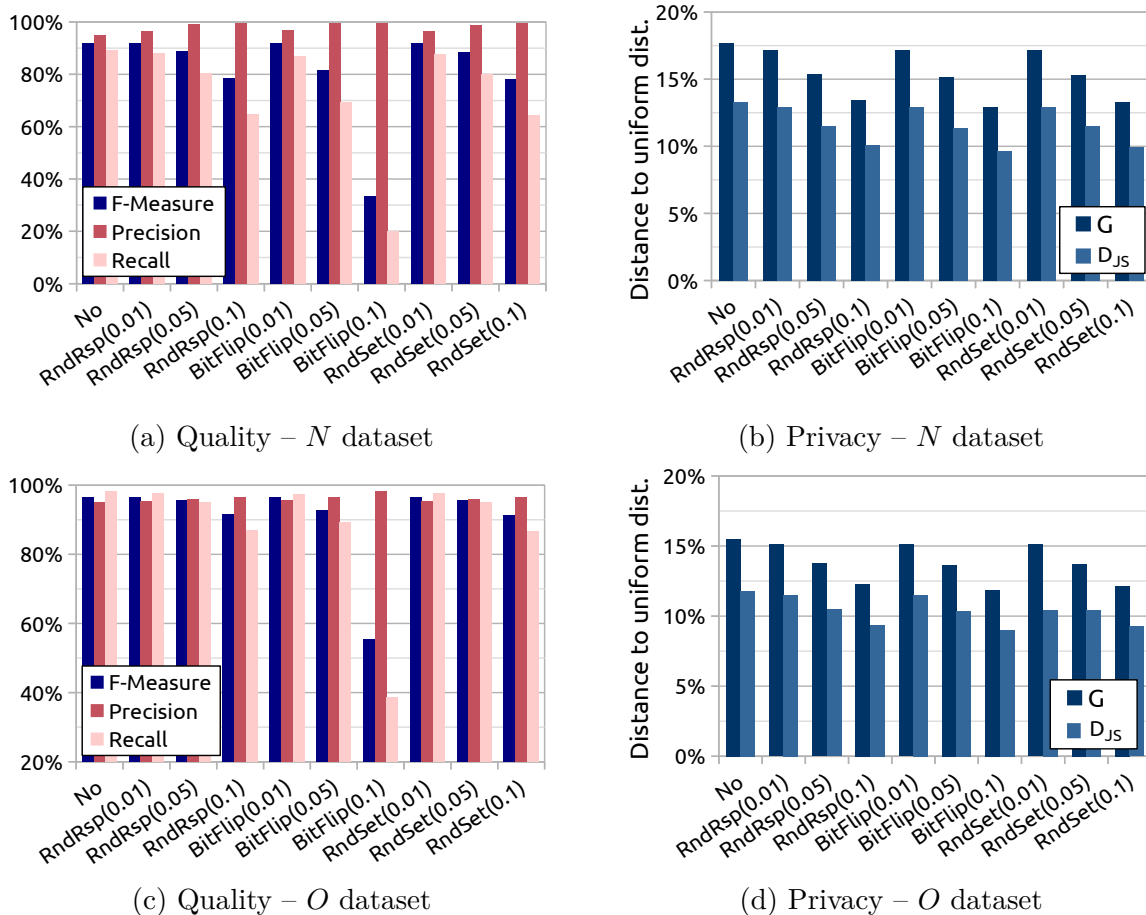 100%
80%
60%
40%
20%
0%
F-Measure
Precision
Recall
No
RndRsp(0.01)
RndRsp(0.05)
RndRsp(0.1)
BitFlip(0.01)
BitFlip(0.05)
BitFlip(0.1)
RndSet(0.01)
RndSet(0.05)
RndSet(0.1)
(a) Quality – N dataset
Distance to uniform dist.
20%
15%
10%
5%
0%
G
DJS
No
RndRsp(0.01)
RndRsp(0.05)
RndRsp(0.1)
BitFlip(0.01)
BitFlip(0.05)
BitFlip(0.1)
RndSet(0.01)
RndSet(0.05)
RndSet(0.1)
(b) Privacy – N dataset
100%
80%
60%
40%
20%
F-Measure
Precision
Recall
No
RndRsp(0.01)
RndRsp(0.05)
RndRsp(0.1)
BitFlip(0.01)
BitFlip(0.05)
BitFlip(0.1)
RndSet(0.01)
RndSet(0.05)
RndSet(0.1)
(c) Quality – O dataset
Distance to uniform dist.
20%
15%
10%
5%
0%
G
DJS
No
RndRsp(0.01)
RndRsp(0.05)
RndRsp(0.1)
BitFlip(0.01)
BitFlip(0.05)
BitFlip(0.1)
RndSet(0.01)
RndSet(0.05)
RndSet(0.1)
(d) Privacy – O dataset